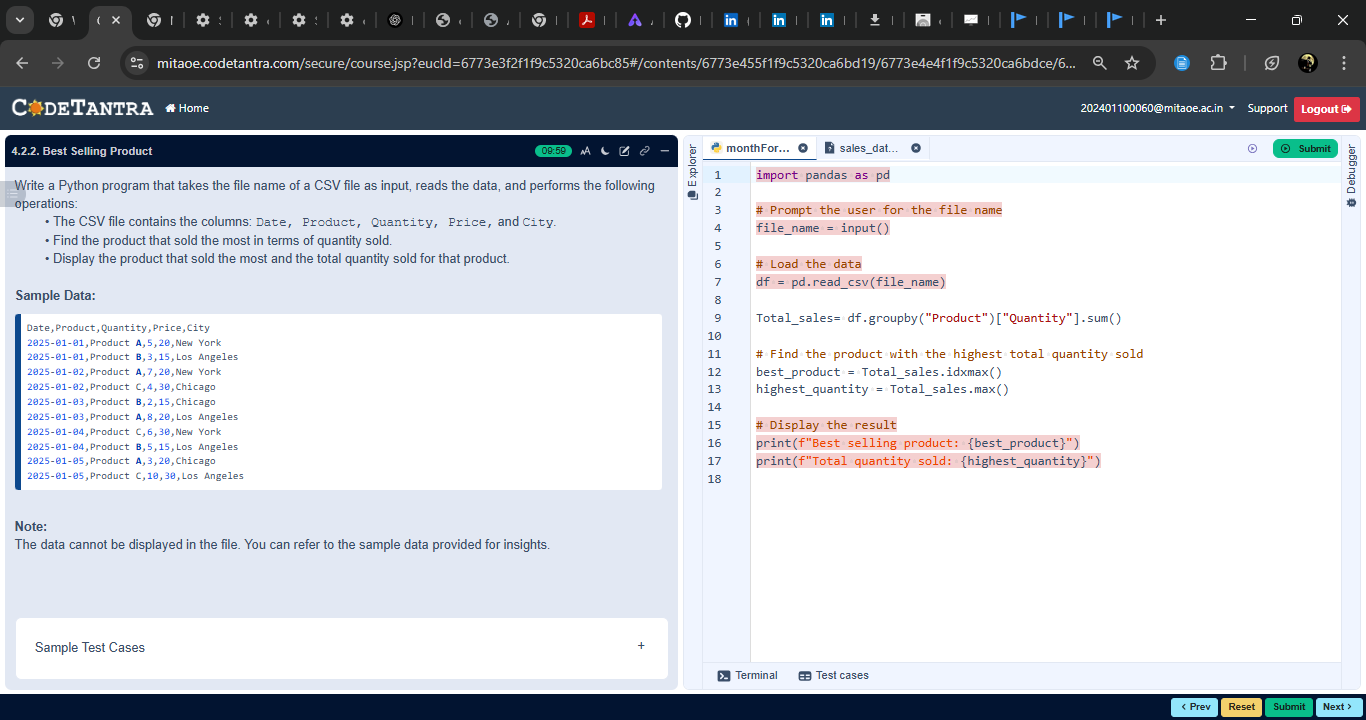 mitaoe.codetantra.com/secure/course.jsp?eucId=6773e3f2f1f9c5320ca6bc85#/contents/6773e455f1f9c5320ca6bd19/6773e4e4f1f9c5320ca6bdce/6...
CODETANTRA Home 202401100060@mitaoe.ac.in Support Logout
4.2.2. Best Selling Product 09:59 AA
Write a Python program that takes the file name of a CSV file as input, reads the data, and performs the following
operations:
• The CSV file contains the columns: Date, Product, Quantity, Price, and City.
• Find the product that sold the most in terms of quantity sold.
• Display the product that sold the most and the total quantity sold for that product.
Sample Data:
Date,Product,Quantity,Price,City
2025-01-01,Product A,5,20,New York
2025-01-01,Product B,3,15,Los Angeles
2025-01-02,Product A,7,20,New York
2025-01-02,Product C,4,30,Chicago
2025-01-03,Product B,2,15,Chicago
2025-01-03,Product A,8,20,Los Angeles
2025-01-04,Product C,6,30,New York
2025-01-04,Product B,5,15,Los Angeles
2025-01-05,Product A,3,20,Chicago
2025-01-05,Product C,10,30,Los Angeles
Note:
The data cannot be displayed in the file. You can refer to the sample data provided for insights.
Sample Test Cases +
Explorer
monthFor... sales_dat... Submit
1 import pandas as pd
2
3 # Prompt the user for the file name
4 file_name = input()
5
6 # Load the data
7 df = pd.read_csv(file_name)
8
9 Total_sales= df.groupby("Product")["Quantity"].sum()
10
11 # Find the product with the highest total quantity sold
12 best_product = Total_sales.idxmax()
13 highest_quantity = Total_sales.max()
14
15 # Display the result
16 print(f"Best selling product: {best_product}")
17 print(f"Total quantity sold: {highest_quantity}")
18
Debugger
Terminal Test cases
< Prev Reset Submit Next >